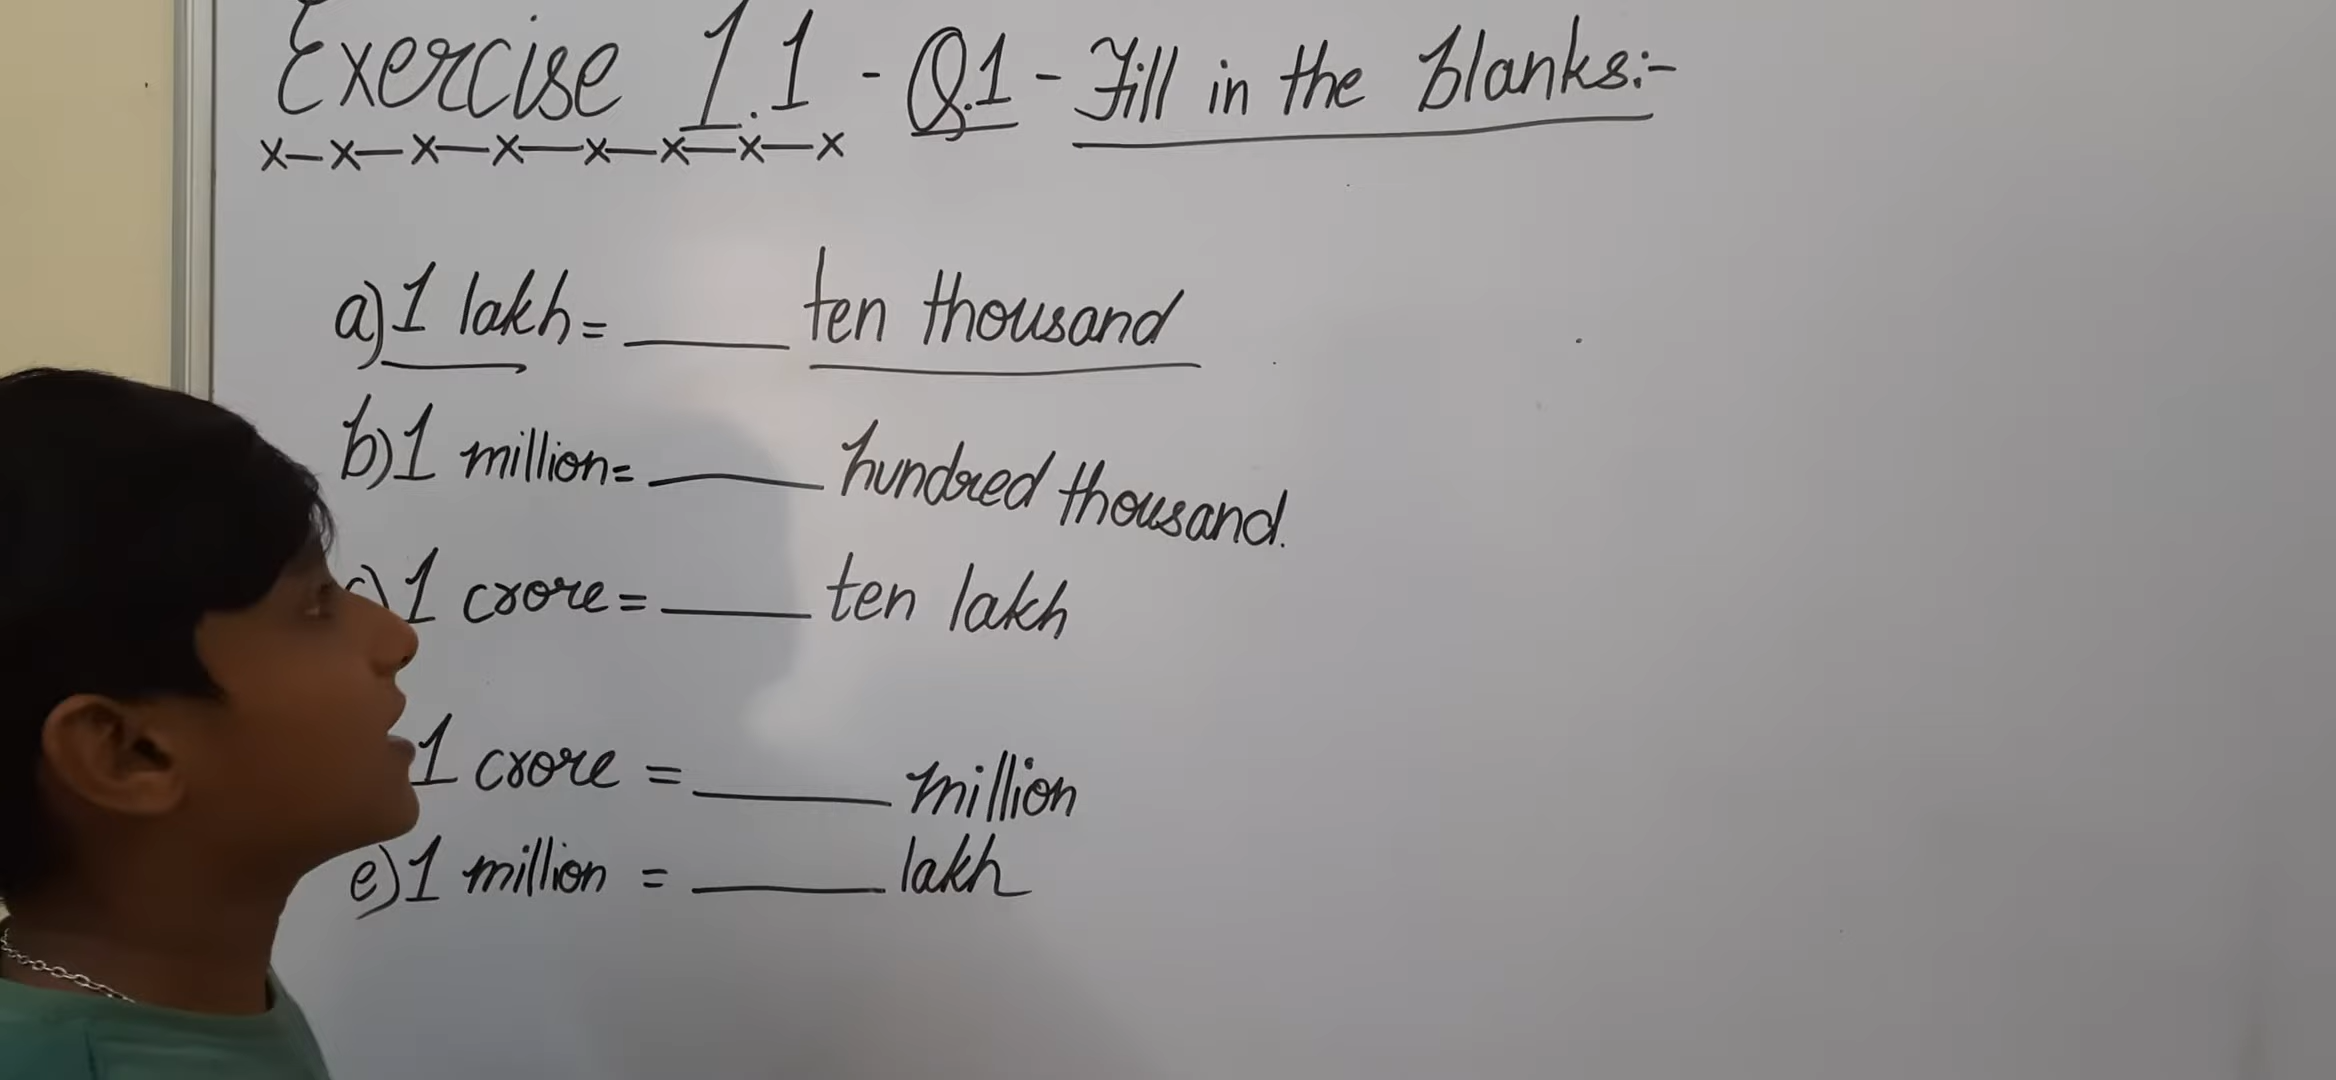 Exercise 1.1 - Q.1 - Fill in the blanks:-
x—x—x—x—x—x—x—x
a) 1 lakh = ____ ten thousand
b) 1 million = ____ hundred thousand.
c) 1 crore = ____ ten lakh
1 crore = ____ million
e) 1 million = ____ lakh